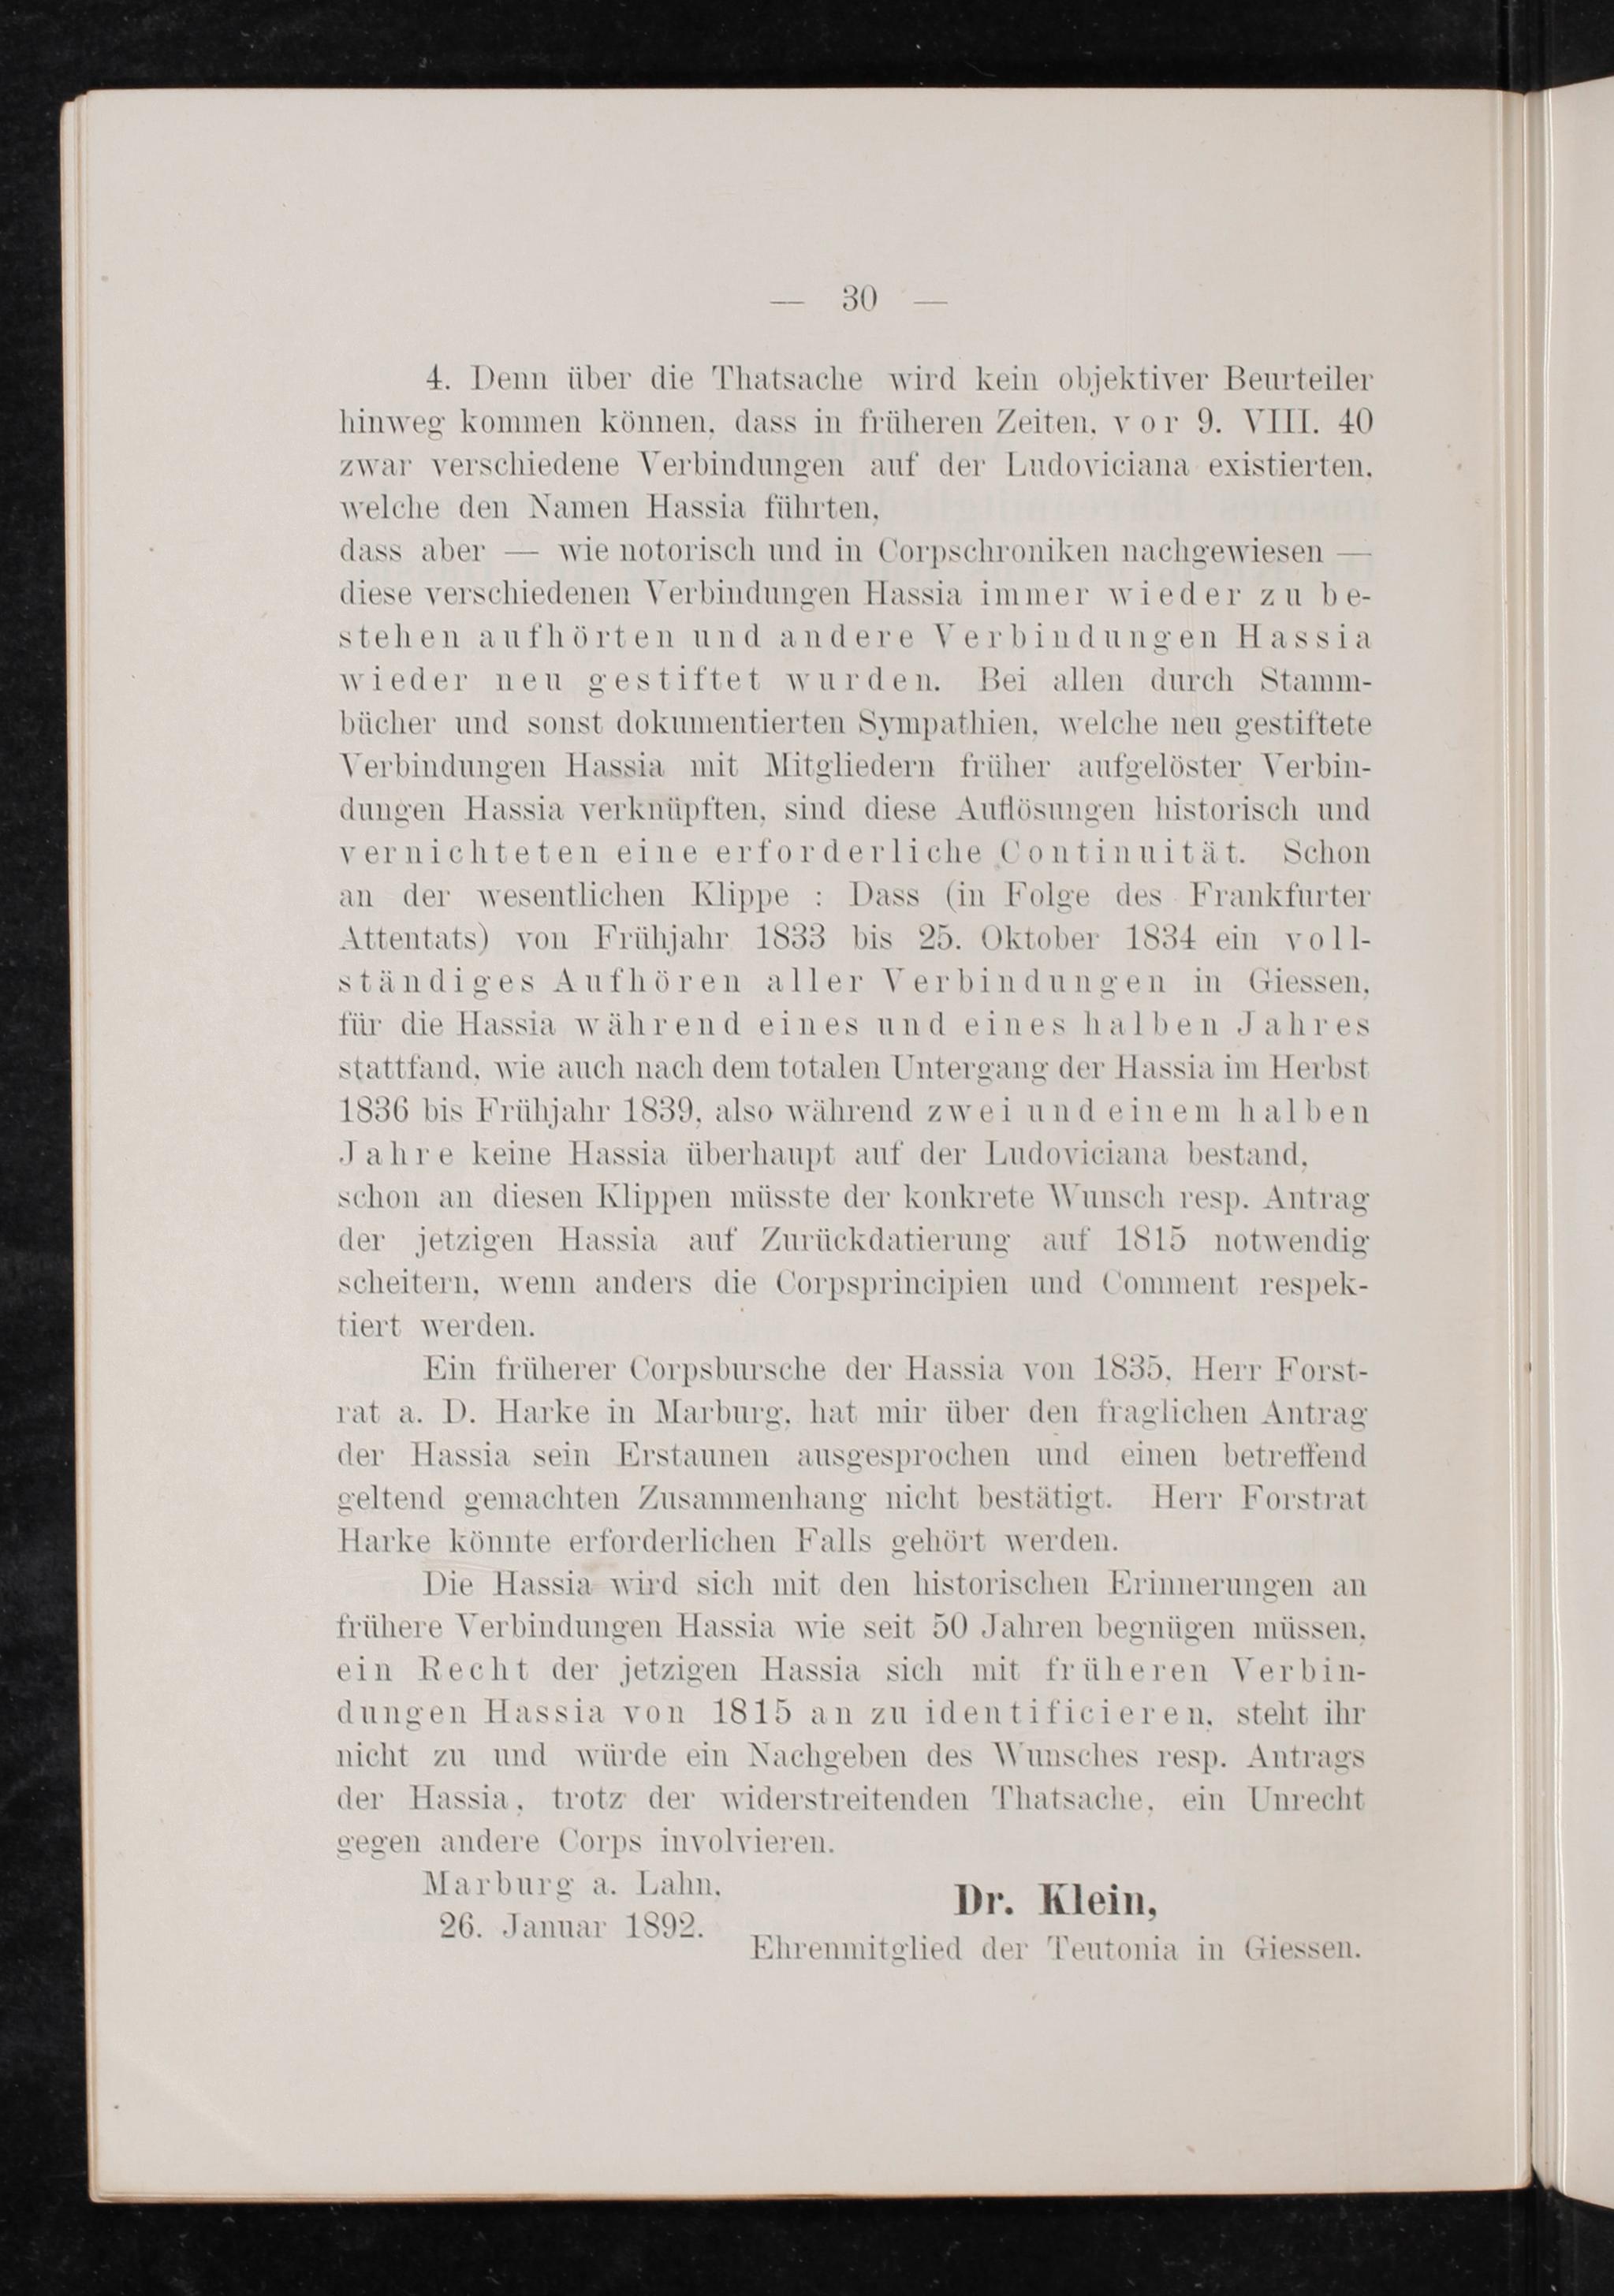 — 30 —
4. Denn über die Thatsache wird kein objektiver Beurteiler
hinweg kommen können, dass in früheren Zeiten, vor 9. VIII. 40
zwar verschiedene Verbindungen auf der Ludoviciana existierten,
welche den Namen Hassia führten,
dass aber — wie notorisch und in Corpschroniken nachgewiesen —
diese verschiedenen Verbindungen Hassia immer wieder zu be-
stehen aufhörten und andere Verbindungen Hassia
wieder neu gestiftet wurden. Bei allen durch Stamm-
bücher und sonst dokumentierten Sympathien, welche neu gestiftete
Verbindungen Hassia mit Mitgliedern früher aufgelöster Verbin-
dungen Hassia verknüpften, sind diese Auflösungen historisch und
vernichteten eine erforderliche Continuität. Schon
an der wesentlichen Klippe : Dass (in Folge des Frankfurter
Attentats) von Frühjahr 1833 bis 25. Oktober 1834 ein voll-
ständiges Aufhören aller Verbindungen in Giessen,
für die Hassia während eines und eines halben Jahres
stattfand, wie auch nach dem totalen Untergang der Hassia im Herbst
1836 bis Frühjahr 1839, also während zwei und einem halben
Jahre keine Hassia überhaupt auf der Ludoviciana bestand,
schon an diesen Klippen müsste der konkrete Wunsch resp. Antrag
der jetzigen Hassia auf Zurückdatierung auf 1815 notwendig
scheitern, wenn anders die Corpsprincipien und Comment respek-
tiert werden.
Ein früherer Corpsbursche der Hassia von 1835, Herr Forst-
rat a. D. Harke in Marburg, hat mir über den fraglichen Antrag
der Hassia sein Erstaunen ausgesprochen und einen betreffend
geltend gemachten Zusammenhang nicht bestätigt. Herr Forstrat
Harke könnte erforderlichen Falls gehört werden.
Die Hassia wird sich mit den historischen Erinnerungen an
frühere Verbindungen Hassia wie seit 50 Jahren begnügen müssen,
ein Recht der jetzigen Hassia sich mit früheren Verbin-
dungen Hassia von 1815 an zu identificieren, steht ihr
nicht zu und würde ein Nachgeben des Wunsches resp. Antrags
der Hassia, trotz der widerstreitenden Thatsache, ein Unrecht
gegen andere Corps involvieren.
Marburg a. Lahn,
26. Januar 1892.
Dr. Klein,
Ehrenmitglied der Teutonia in Giessen.